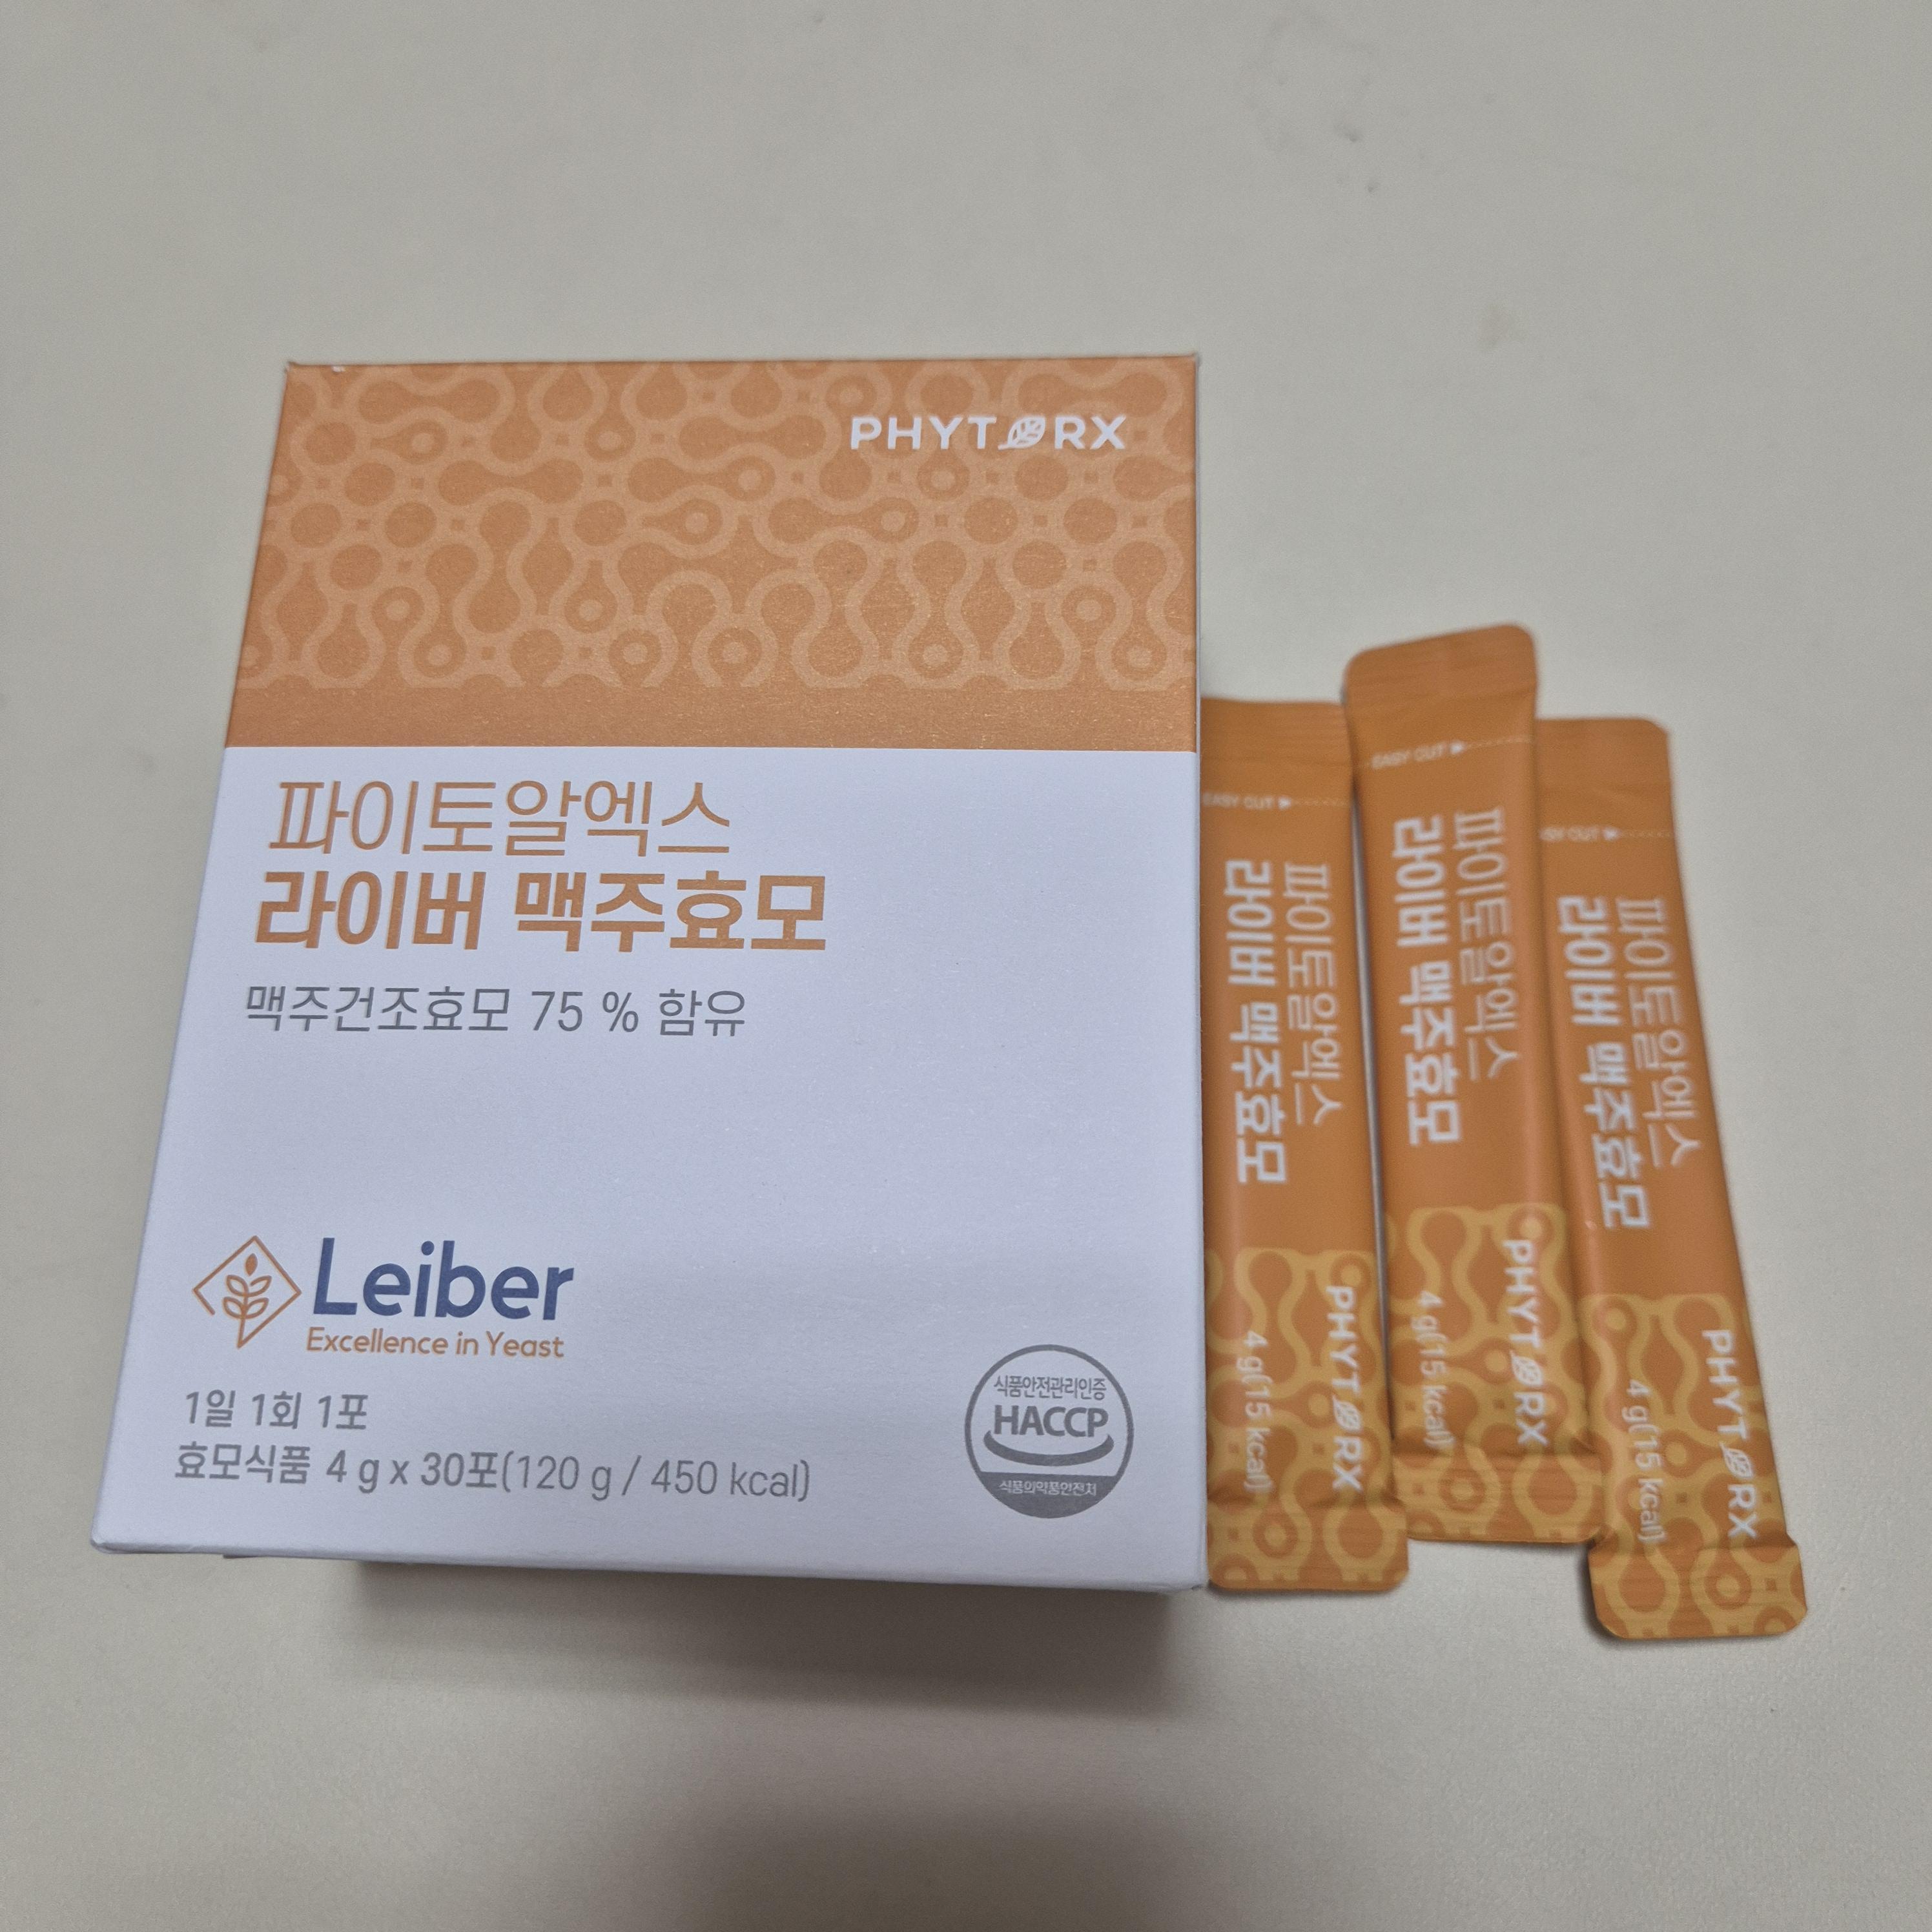 PHYTORX
파이토알엑스
라이버 맥주효모
맥주건조효모 75 % 함유
Leiber
Excellence in Yeast
1일 1회 1포
효모식품 4 g x 30포(120 g / 450 kcal)
식품안전관리인증
HACCP
식품의약품안전처
EASY CUT
파이토알엑스
라이버 맥주효모
PHYTORX
4 g(15 kcal)
EASY CUT
파이토알엑스
라이버 맥주효모
PHYTORX
4 g(15 kcal)
SY CUT
파이토알엑스
라이버 맥주효모
PHYTORX
4 g(15 kcal)